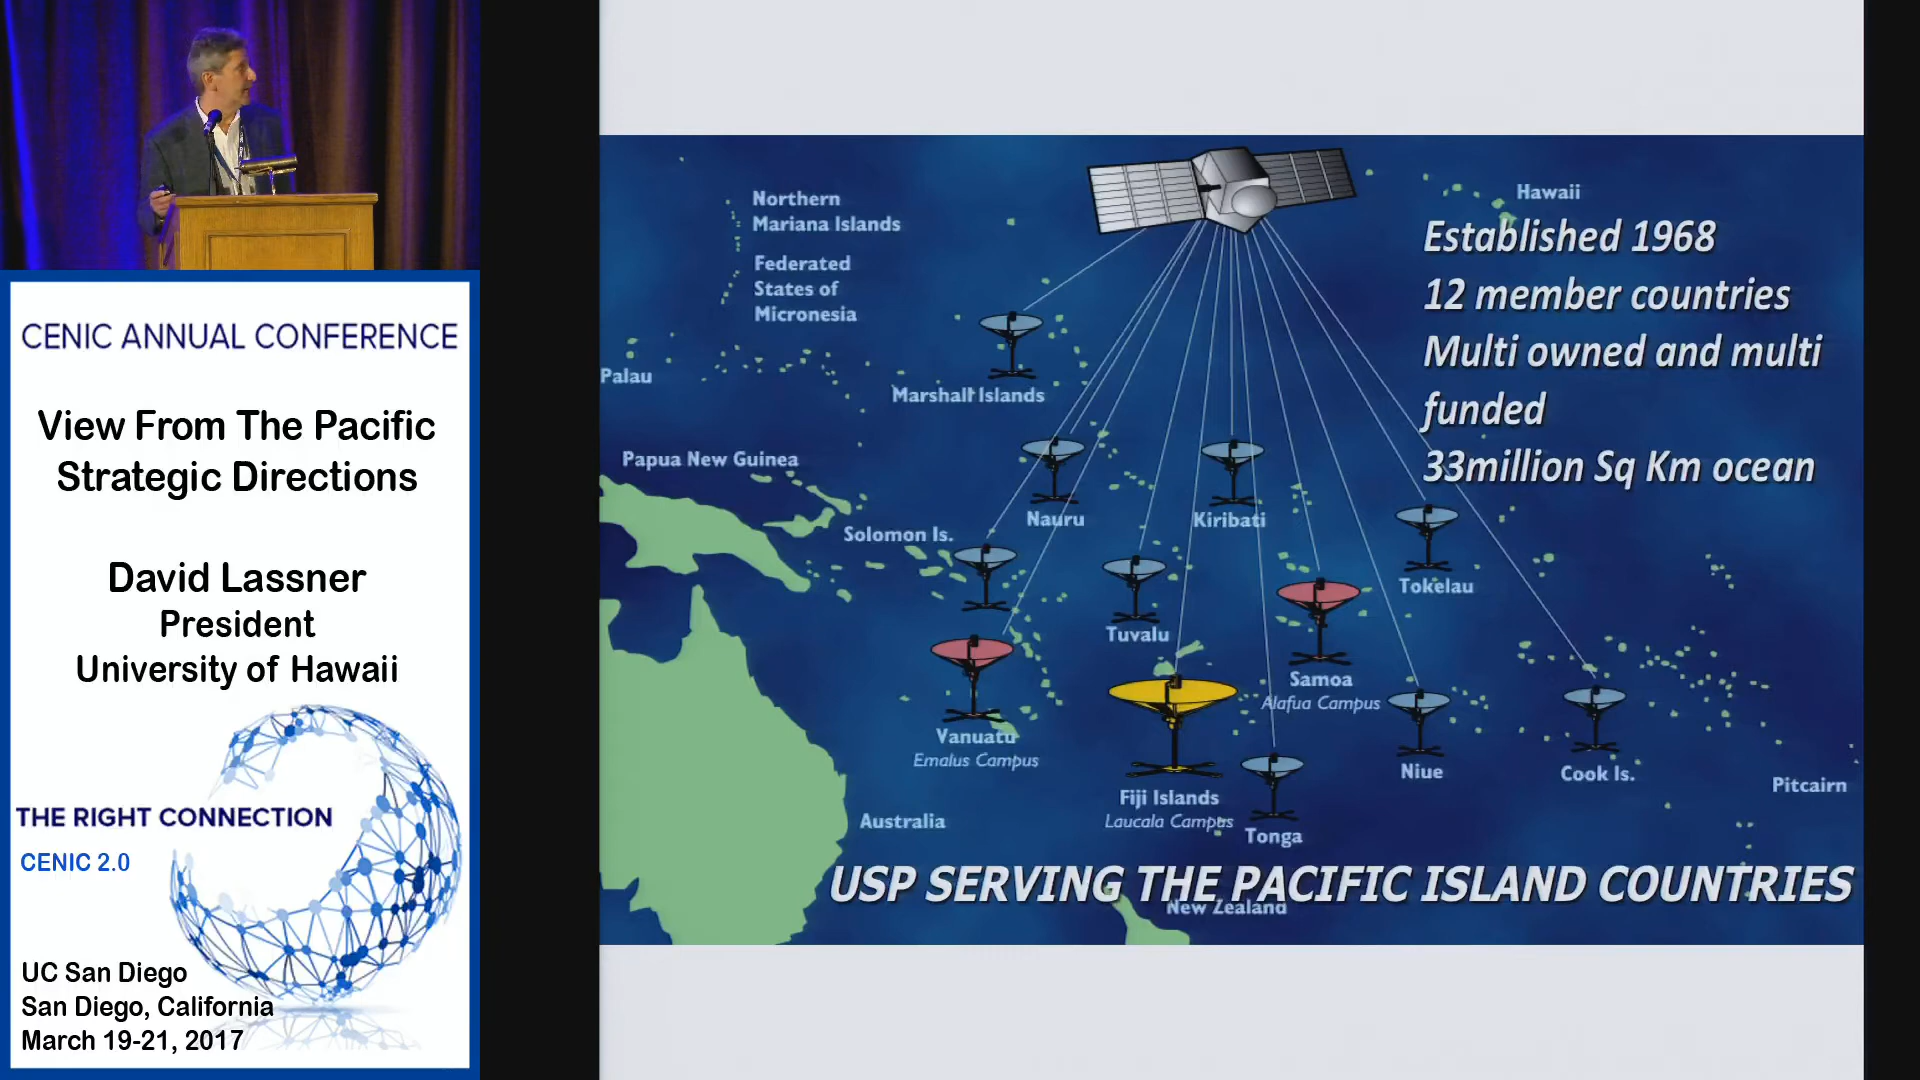 CENIC ANNUAL CONFERENCE
View From The Pacific
Strategic Directions
David Lassner
President
University of Hawaii
THE RIGHT CONNECTION
CENIC 2.0
UC San Diego
San Diego, California
March 19-21, 2017
Northern
Mariana Islands
Federated
States of
Micronesia
Hawaii
Established 1968
12 member countries
Multi owned and multi
funded
33million Sq Km ocean
Palau
Marshall Islands
Papua New Guinea
Nauru
Kiribati
Solomon Is.
Tokelau
Tuvalu
Samoa
Alafua Campus
Vanuatu
Emalus Campus
Niue
Cook Is.
Pitcairn
Fiji Islands
Laucala Campus
Tonga
Australia
USP SERVING THE PACIFIC ISLAND COUNTRIES
New Zealand